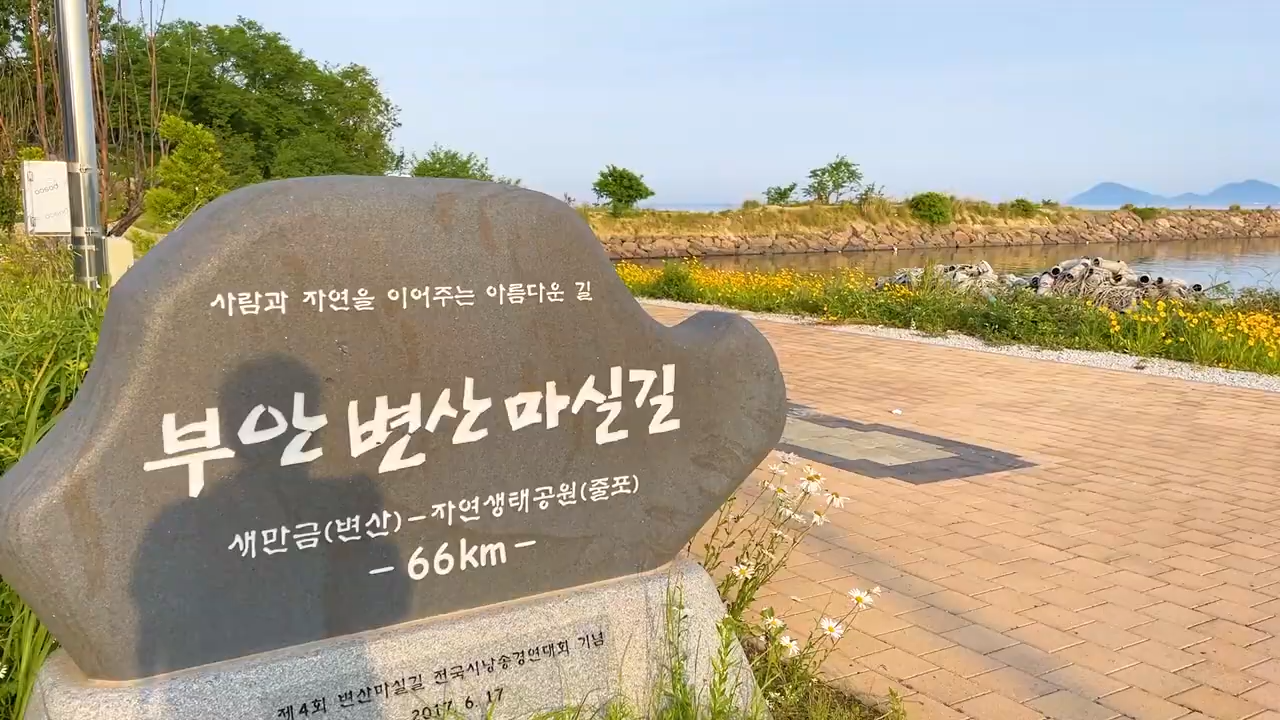 사람과 자연을 이어주는 아름다운 길
부안 변산 마실길
새만금(변산)-자연생태공원(줄포)
- 66km -
제4회 변산마실길 전국시낭송경연대회 기념
2017. 6. 17